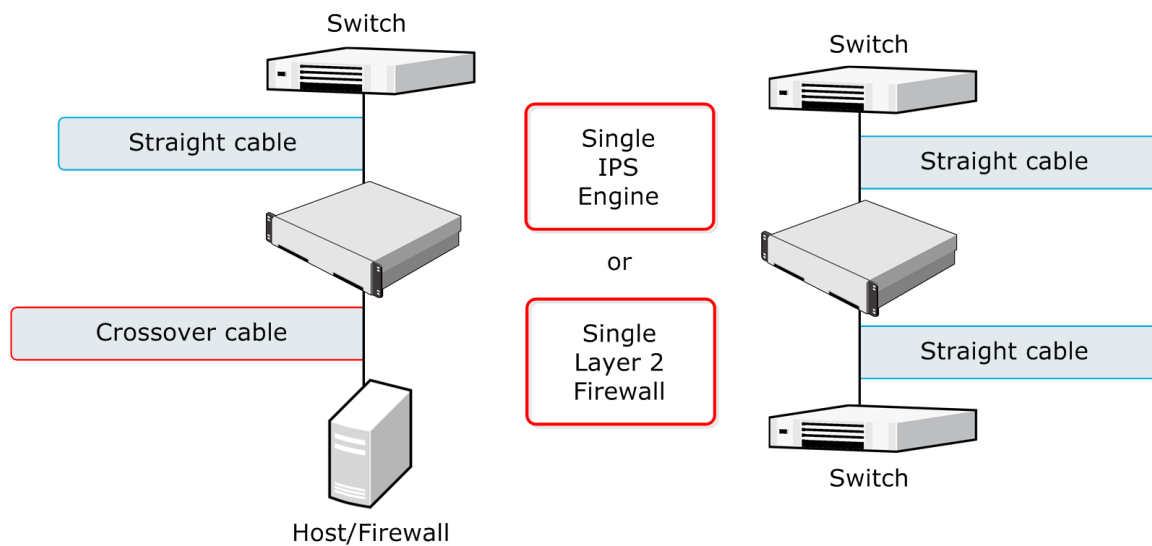 Switch
Straight cable
Crossover cable
Host/Firewall
Single
IPS
Engine
or
Single
Layer 2
Firewall
Switch
Straight cable
Straight cable
Switch